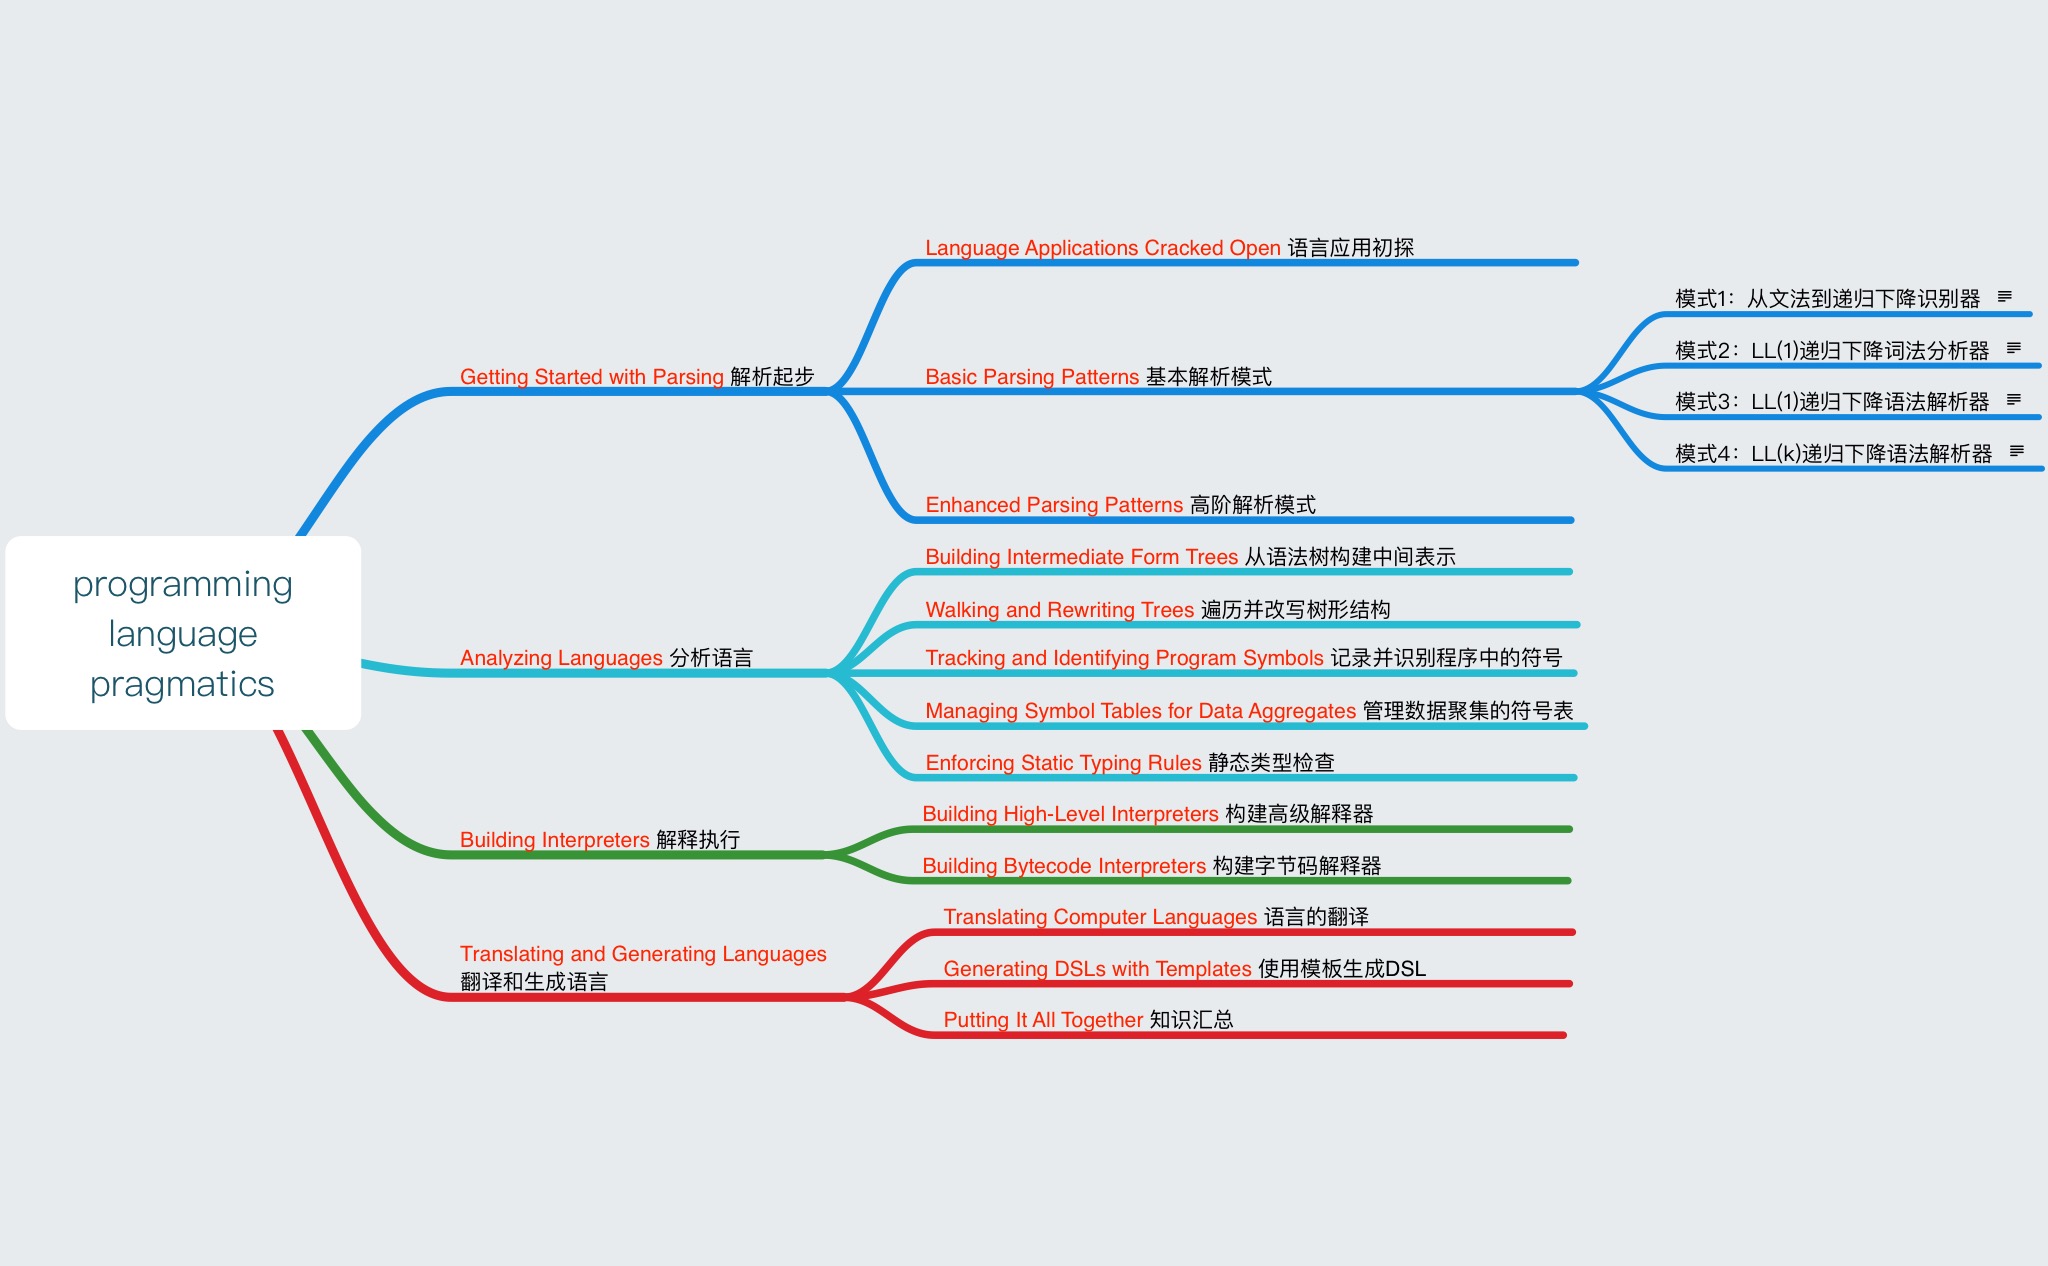 programming
language
pragmatics
Getting Started with Parsing 解析起步
Language Applications Cracked Open 语言应用初探
Basic Parsing Patterns 基本解析模式
模式1：从文法到递归下降识别器
模式2：LL(1)递归下降词法分析器
模式3：LL(1)递归下降语法解析器
模式4：LL(k)递归下降语法解析器
Enhanced Parsing Patterns 高阶解析模式
Analyzing Languages 分析语言
Building Intermediate Form Trees 从语法树构建中间表示
Walking and Rewriting Trees 遍历并改写树形结构
Tracking and Identifying Program Symbols 记录并识别程序中的符号
Managing Symbol Tables for Data Aggregates 管理数据聚集的符号表
Enforcing Static Typing Rules 静态类型检查
Building Interpreters 解释执行
Building High-Level Interpreters 构建高级解释器
Building Bytecode Interpreters 构建字节码解释器
Translating and Generating Languages
翻译和生成语言
Translating Computer Languages 语言的翻译
Generating DSLs with Templates 使用模板生成DSL
Putting It All Together 知识汇总